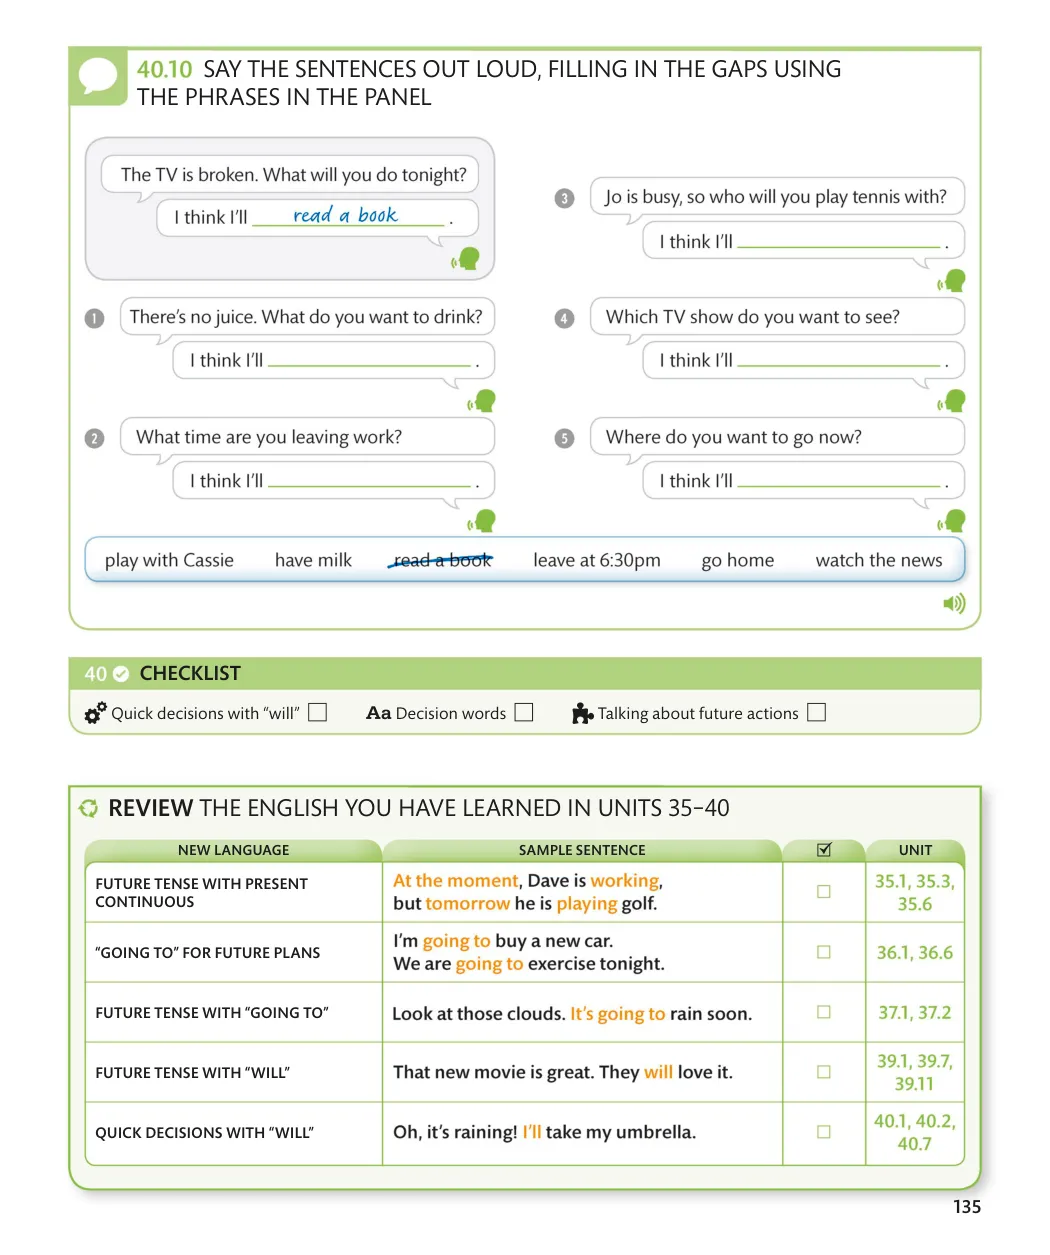 40.10 SAY THE SENTENCES OUT LOUD, FILLING IN THE GAPS USING
THE PHRASES IN THE PANEL
The TV is broken. What will you do tonight?
I think I'll read a book .
1 There's no juice. What do you want to drink?
I think I'll ____ .
2 What time are you leaving work?
I think I'll ____ .
3 Jo is busy, so who will you play tennis with?
I think I'll ____ .
4 Which TV show do you want to see?
I think I'll ____ .
5 Where do you want to go now?
I think I'll ____ .
play with Cassie have milk read a book leave at 6:30pm go home watch the news
40 CHECKLIST
Quick decisions with “will” Aa Decision words Talking about future actions
REVIEW THE ENGLISH YOU HAVE LEARNED IN UNITS 35–40
NEW LANGUAGE SAMPLE SENTENCE UNIT
FUTURE TENSE WITH PRESENT
CONTINUOUS
At the moment, Dave is working,
but tomorrow he is playing golf.
35.1, 35.3,
35.6
“GOING TO” FOR FUTURE PLANS
I'm going to buy a new car.
We are going to exercise tonight.
36.1, 36.6
FUTURE TENSE WITH “GOING TO”
Look at those clouds. It's going to rain soon.
37.1, 37.2
FUTURE TENSE WITH “WILL”
That new movie is great. They will love it.
39.1, 39.7,
39.11
QUICK DECISIONS WITH “WILL”
Oh, it's raining! I'll take my umbrella.
40.1, 40.2,
40.7
135